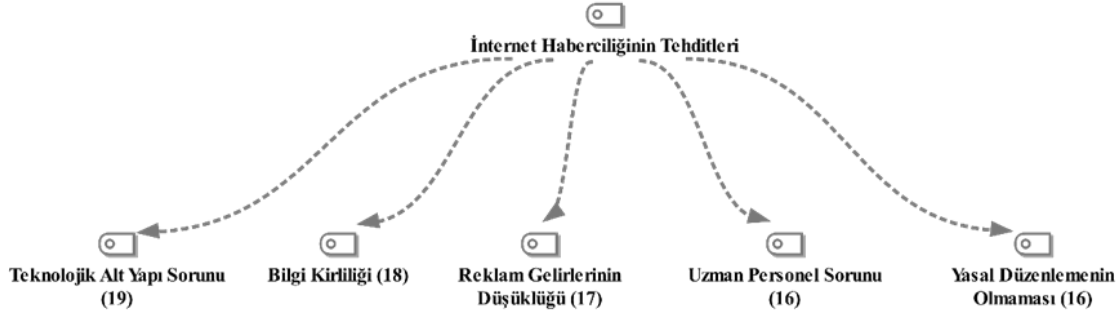 İnternet Haberciliğinin Tehditleri
Teknolojik Alt Yapı Sorunu
(19)
Bilgi Kirliliği (18)
Reklam Gelirlerinin
Düşüklüğü (17)
Uzman Personel Sorunu
(16)
Yasal Düzenlemenin
Olmaması (16)